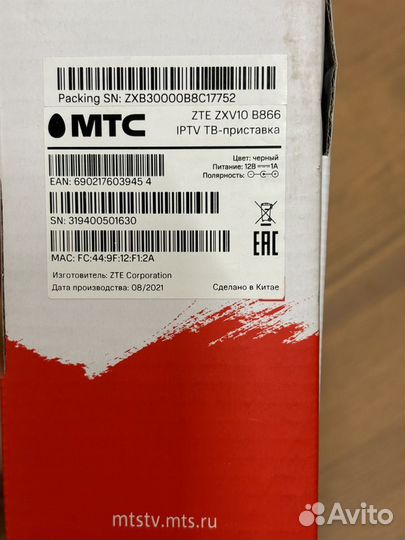 Packing SN: ZXB30000B8C17752
МТС
ZTE ZXV10 B866
IPTV ТВ-приставка
Цвет: черный
Питание: 12В 1А
Полярность:
EAN: 690217603945 4
SN: 319400501630
MAC: FC:44:9F:12:F1:2A
EAC
Изготовитель: ZTE Corporation
Дата производства: 08/2021
Сделано в Китае
mtstv.mts.ru
Avito